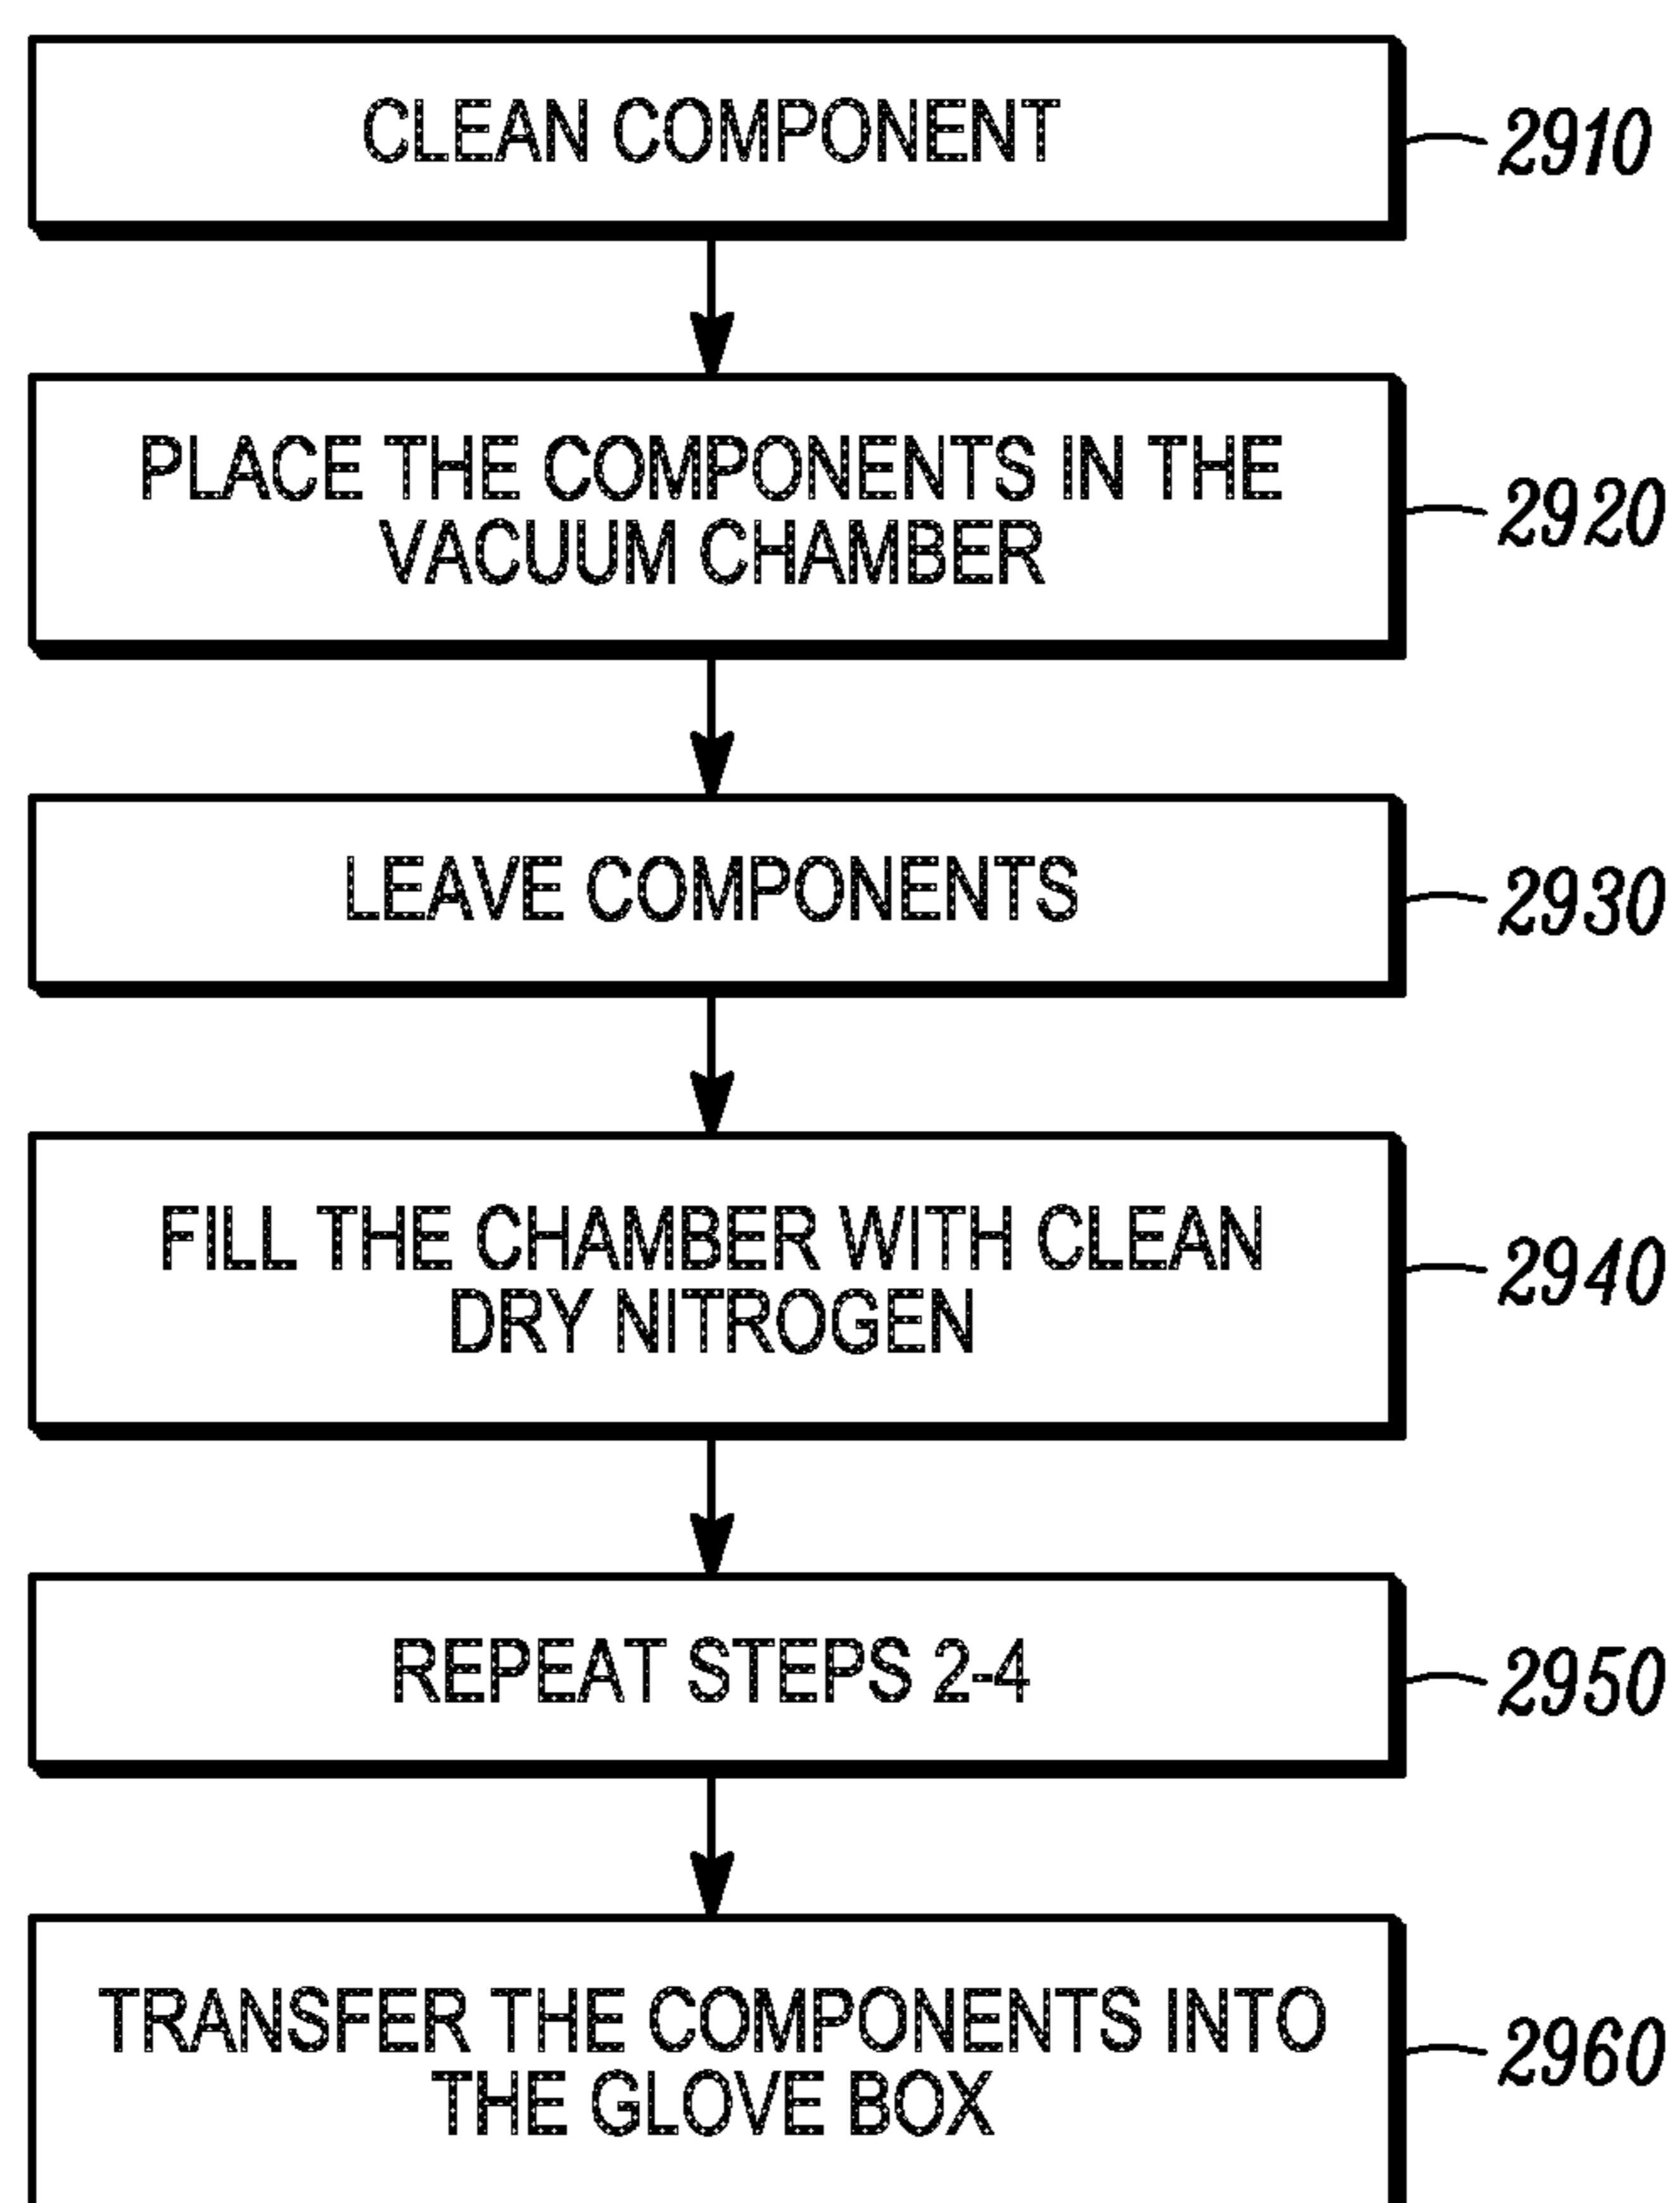 CLEAN COMPONENT
2910
PLACE THE COMPONENTS IN THE
VACUUM CHAMBER
2920
LEAVE COMPONENTS
2930
FILL THE CHAMBER WITH CLEAN
DRY NITROGEN
2940
REPEAT STEPS 2-4
2950
TRANSFER THE COMPONENTS INTO
THE GLOVE BOX
2960